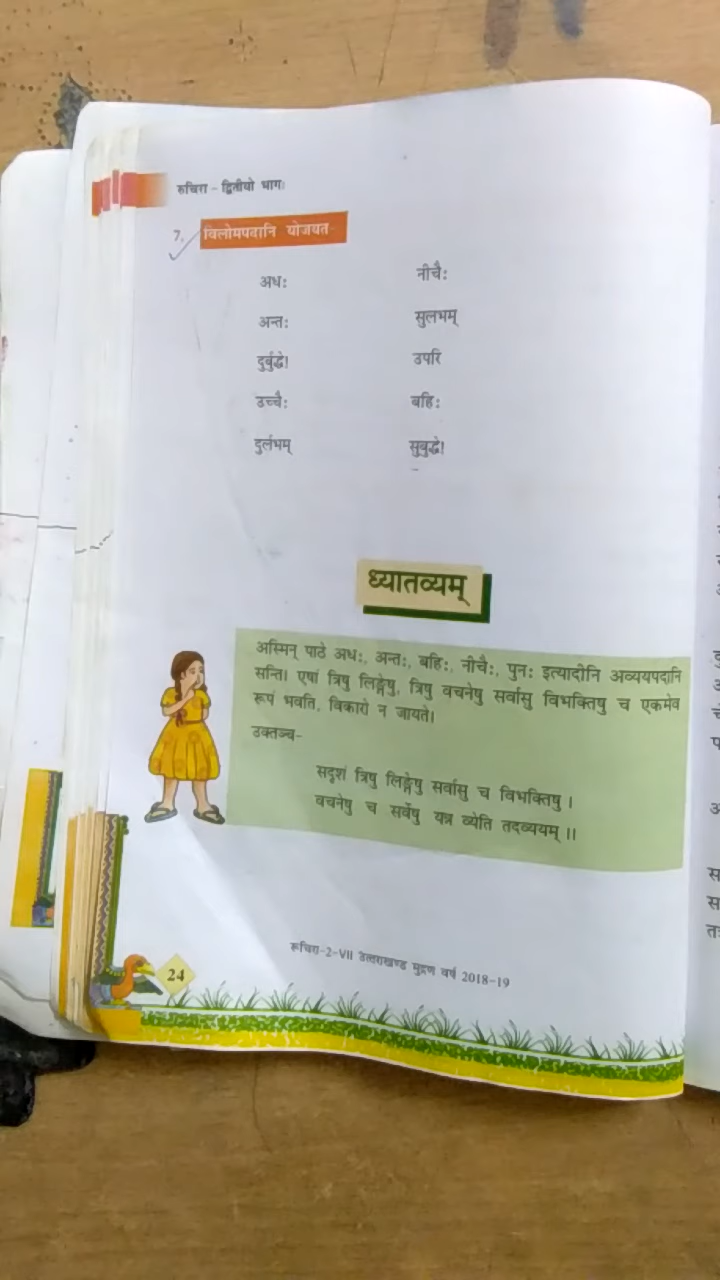 रुचिरा – द्वितीयो भागः
7. विलोमपदानि योजयत-
अधः नीचैः
अन्तः सुलभम्
दुर्बुद्धे! उपरि
उच्चैः बहिः
दुर्लभम् सुबुद्धे!
ध्यातव्यम्
अस्मिन् पाठे अधः, अन्तः, बहिः, नीचैः, पुनः इत्यादीनि अव्ययपदानि
सन्ति। एषां त्रिषु लिङ्गेषु, त्रिषु वचनेषु सर्वासु विभक्तिषु च एकमेव
रूपं भवति, विकारो न जायते।
उक्तञ्च-
सदृशं त्रिषु लिङ्गेषु सर्वासु च विभक्तिषु।
वचनेषु च सर्वेषु यन्न व्येति तदव्ययम्।।
24
रूचिरा-2-VII उत्तराखण्ड मुद्रण वर्ष 2018-19